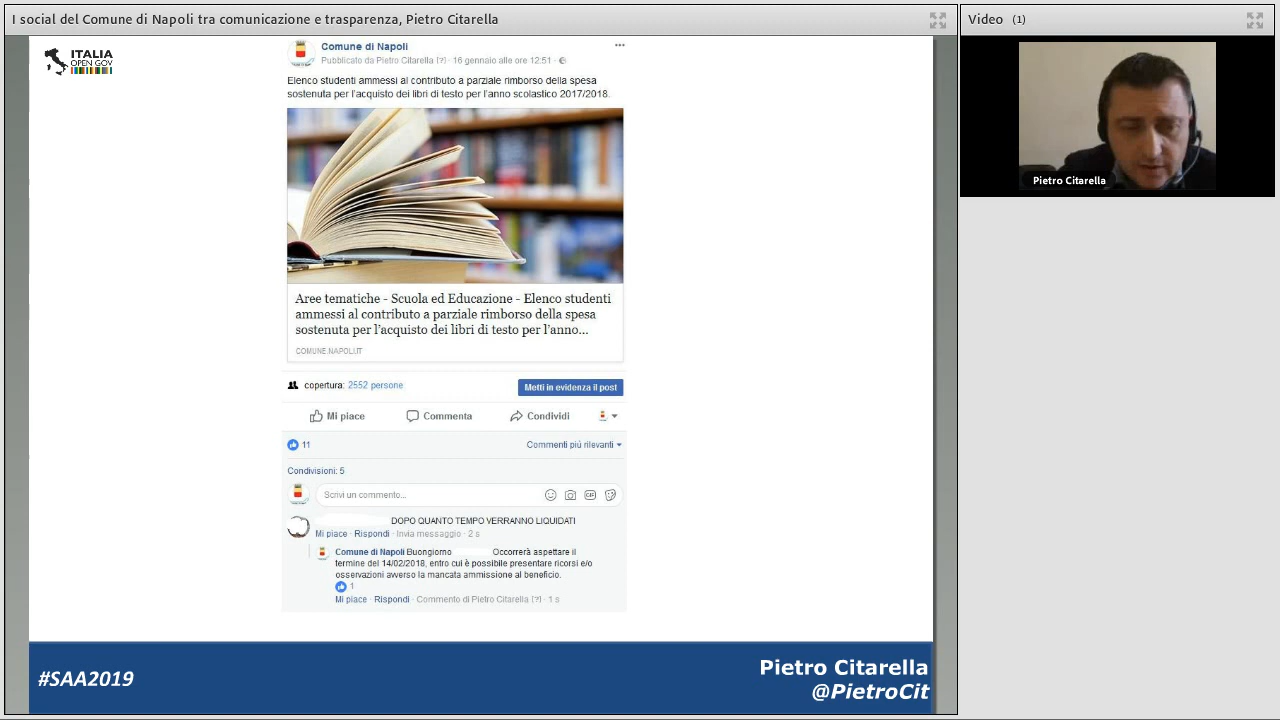 I social del Comune di Napoli tra comunicazione e trasparenza, Pietro Citarella
Video (1)
ITALIA
OPEN GOV
Comune di Napoli
Pubblicato da Pietro Citarella [?] · 16 gennaio alle ore 12:51 ·
Elenco studenti ammessi al contributo a parziale rimborso della spesa
sostenuta per l'acquisto dei libri di testo per l'anno scolastico 2017/2018.
Aree tematiche - Scuola ed Educazione - Elenco studenti
ammessi al contributo a parziale rimborso della spesa
sostenuta per l'acquisto dei libri di testo per l'anno...
COMUNE.NAPOLI.IT
copertura: 2552 persone
Metti in evidenza il post
Mi piace Commenta Condividi
11
Commenti più rilevanti
Condivisioni: 5
Scrivi un commento...
GIF
DOPO QUANTO TEMPO VERRANNO LIQUIDATI
Mi piace · Rispondi · Invia messaggio · 2 s
Comune di Napoli Buongiorno Occorrerà aspettare il
termine del 14/02/2018, entro cui è possibile presentare ricorsi e/o
osservazioni avverso la mancata ammissione al beneficio.
1
Mi piace · Rispondi · Commento di Pietro Citarella [?] · 1 s
Pietro Citarella
#SAA2019
Pietro Citarella
@PietroCit